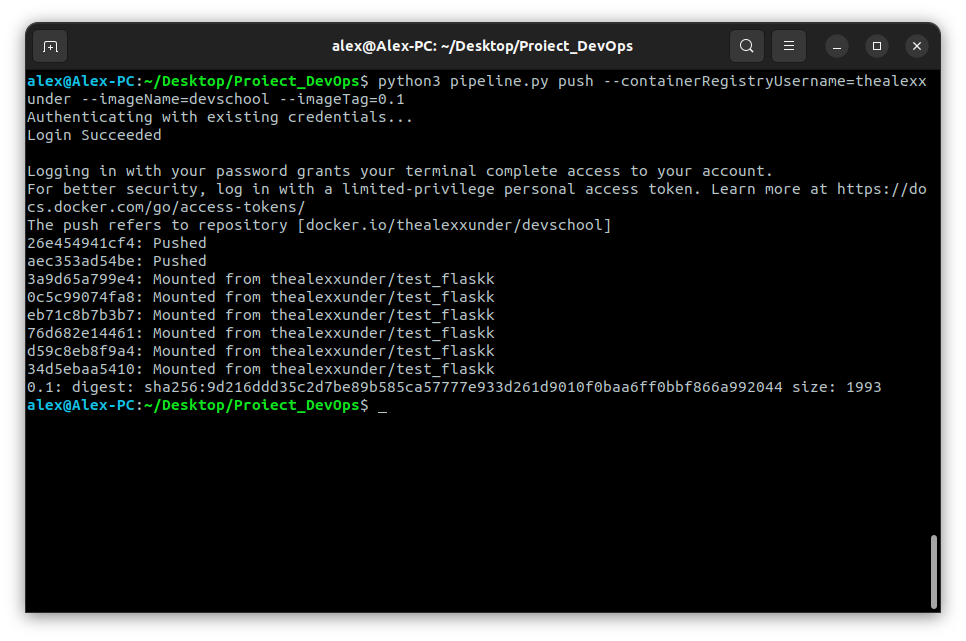 alex@Alex-PC: ~/Desktop/Proiect_DevOps
alex@Alex-PC:~/Desktop/Proiect_DevOps$ python3 pipeline.py push --containerRegistryUsername=thealexx
under --imageName=devschool --imageTag=0.1
Authenticating with existing credentials...
Login Succeeded
Logging in with your password grants your terminal complete access to your account.
For better security, log in with a limited-privilege personal access token. Learn more at https://do
cs.docker.com/go/access-tokens/
The push refers to repository [docker.io/thealexxunder/devschool]
26e454941cf4: Pushed
aec353ad54be: Pushed
3a9d65a799e4: Mounted from thealexxunder/test_flaskk
0c5c99074fa8: Mounted from thealexxunder/test_flaskk
eb71c8b7b3b7: Mounted from thealexxunder/test_flaskk
76d682e14461: Mounted from thealexxunder/test_flaskk
d59c8eb8f9a4: Mounted from thealexxunder/test_flaskk
34d5ebaa5410: Mounted from thealexxunder/test_flaskk
0.1: digest: sha256:9d216ddd35c2d7be89b585ca57777e933d261d9010f0baa6ff0bbf866a992044 size: 1993
alex@Alex-PC:~/Desktop/Proiect_DevOps$ _